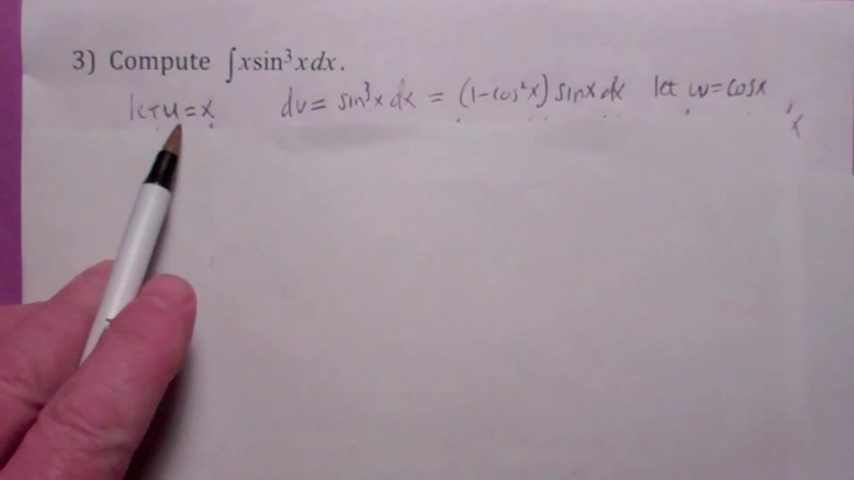 3) Compute ∫xsin³xdx.
let u=x dv= sin³x dx = (1-cos²x) sinx dx let w=cosx